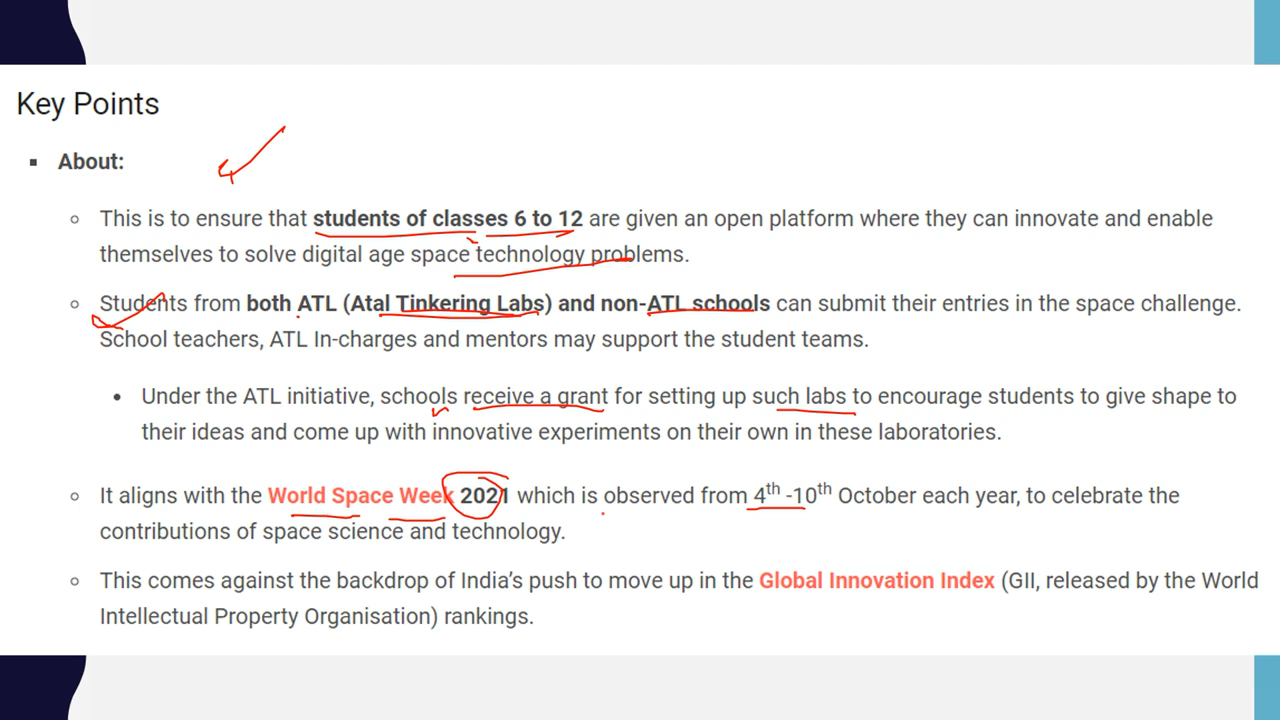 Key Points
▪ About:
○ This is to ensure that students of classes 6 to 12 are given an open platform where they can innovate and enable
themselves to solve digital age space technology problems.
○ Students from both ATL (Atal Tinkering Labs) and non-ATL schools can submit their entries in the space challenge.
School teachers, ATL In-charges and mentors may support the student teams.
• Under the ATL initiative, schools receive a grant for setting up such labs to encourage students to give shape to
their ideas and come up with innovative experiments on their own in these laboratories.
○ It aligns with the World Space Week 2021 which is observed from 4th -10th October each year, to celebrate the
contributions of space science and technology.
○ This comes against the backdrop of India’s push to move up in the Global Innovation Index (GII, released by the World
Intellectual Property Organisation) rankings.